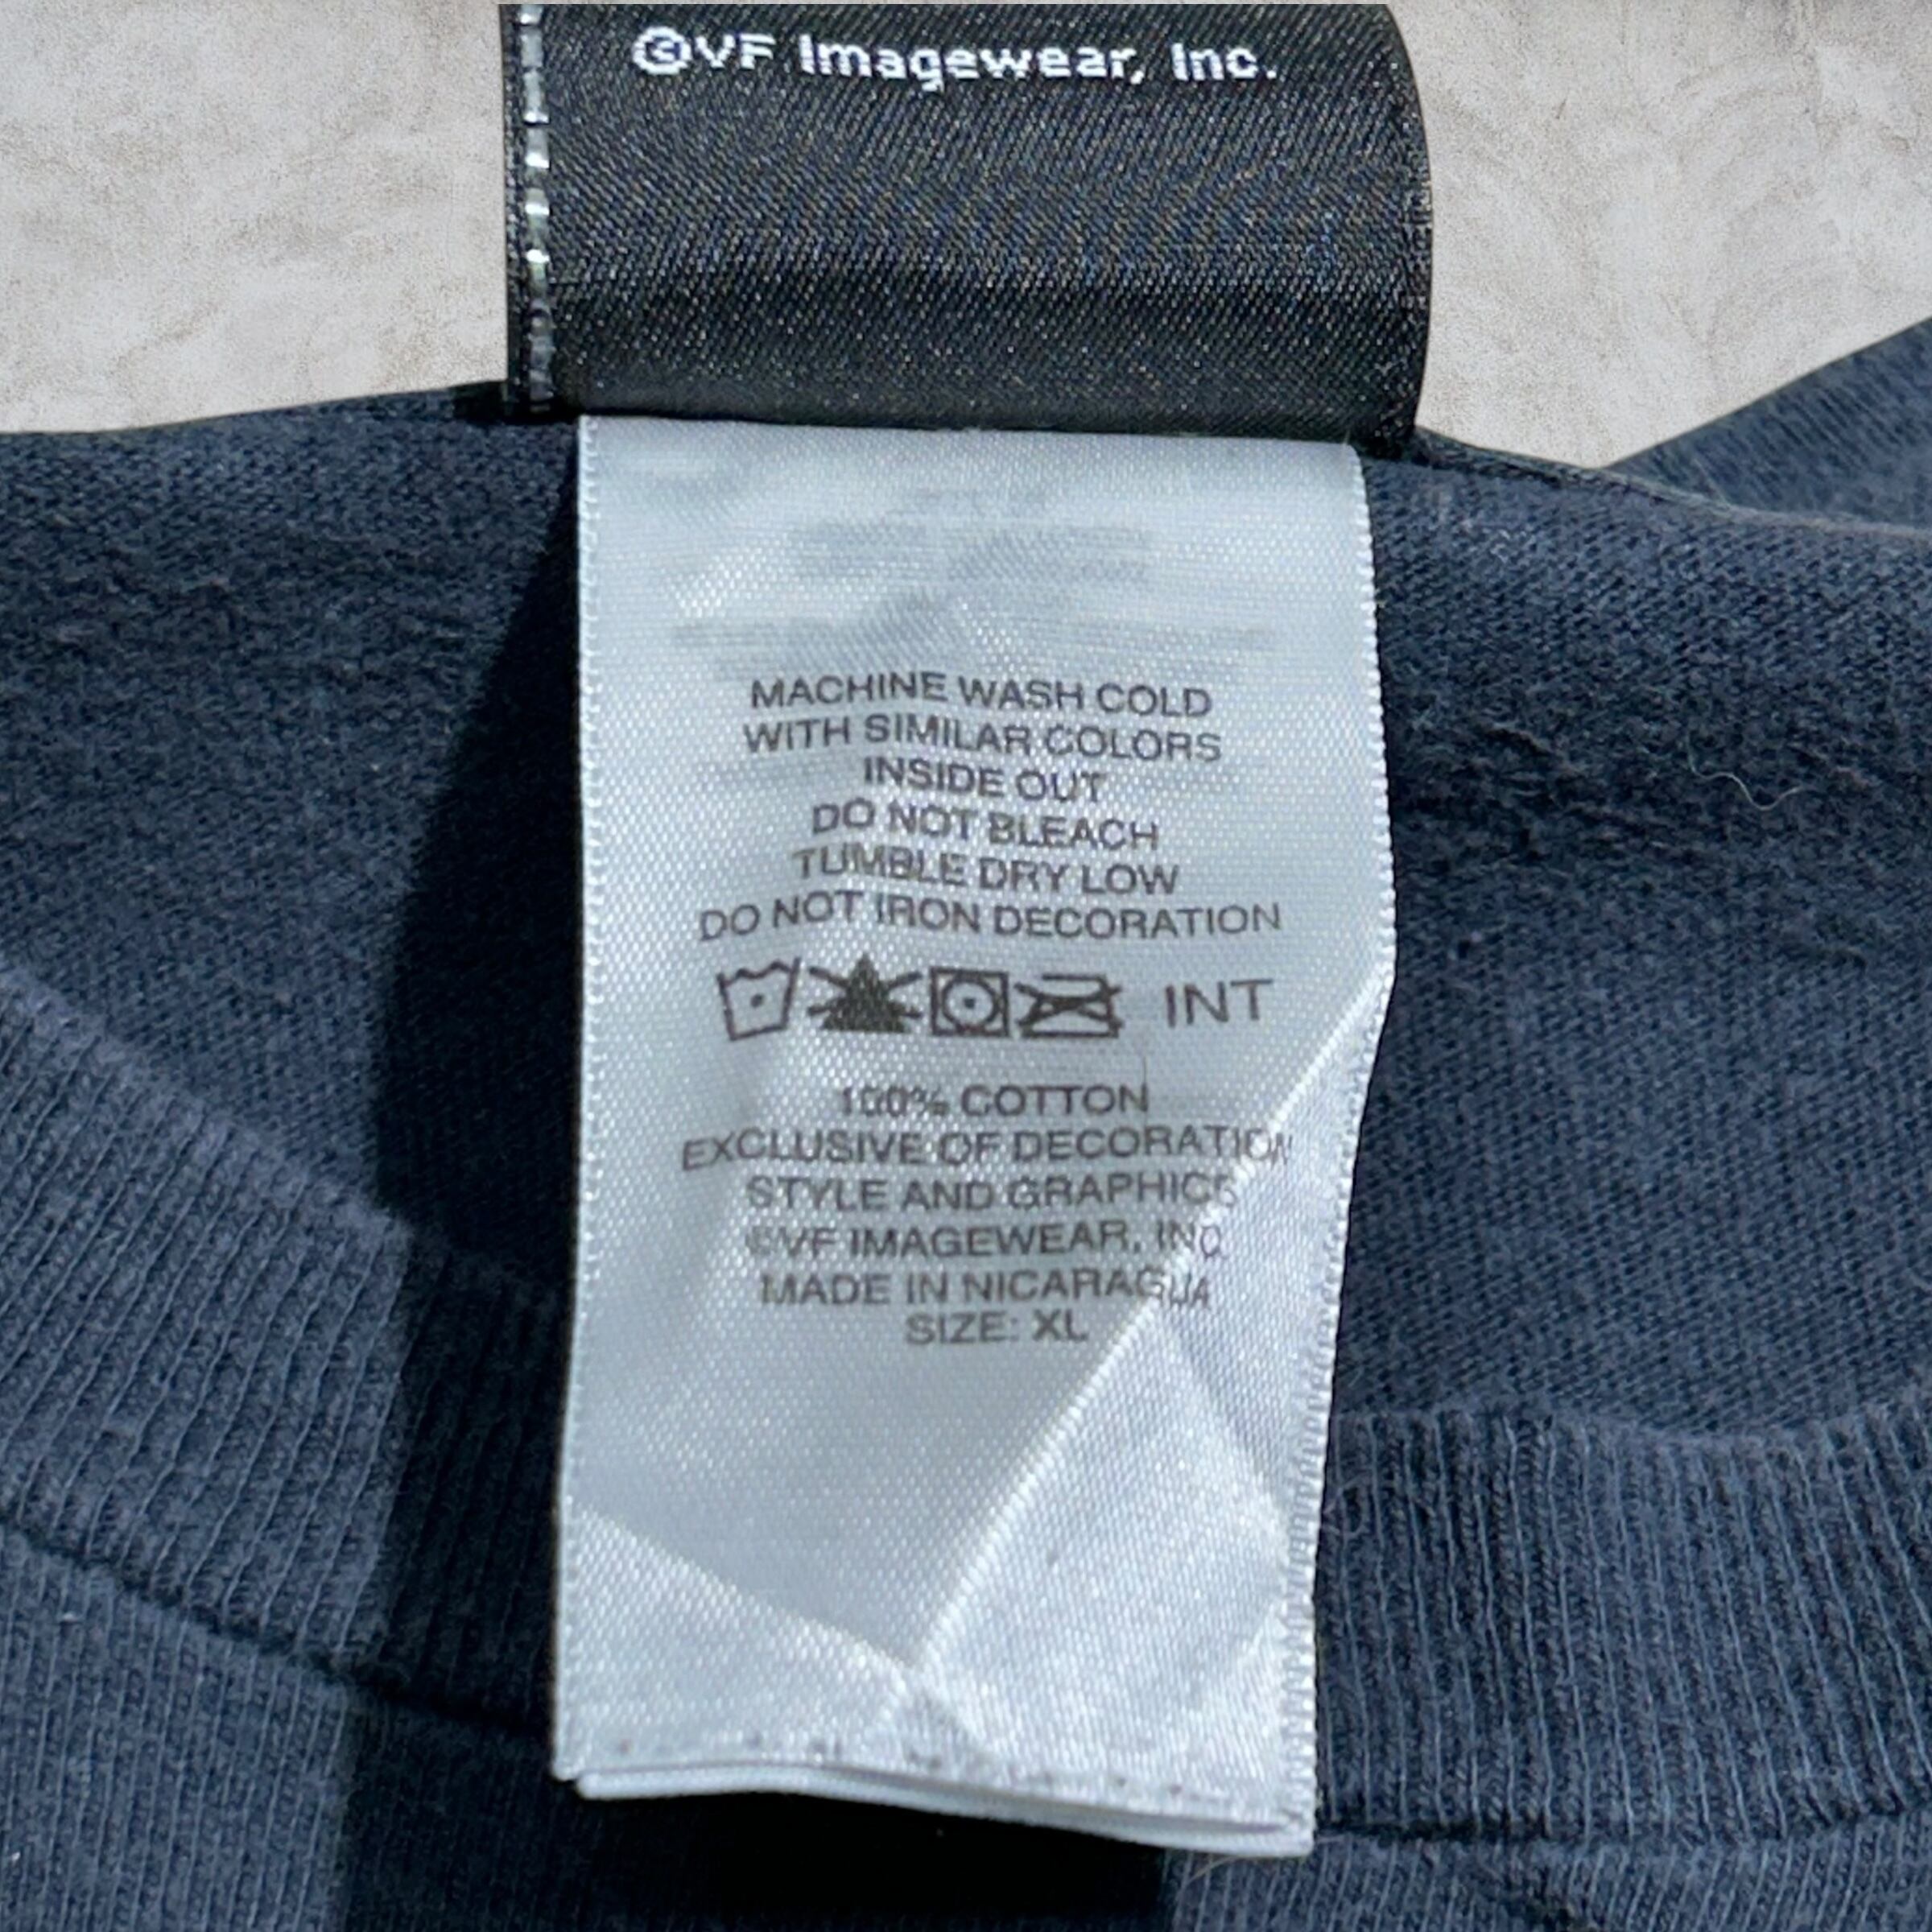 ©VF Imagewear, Inc.
MACHINE WASH COLD
WITH SIMILAR COLORS
INSIDE OUT
DO NOT BLEACH
TUMBLE DRY LOW
DO NOT IRON DECORATION
INT
100% COTTON
EXCLUSIVE OF DECORATION
STYLE AND GRAPHICS
©VF IMAGEWEAR, INC.
MADE IN NICARAGUA
SIZE: XL